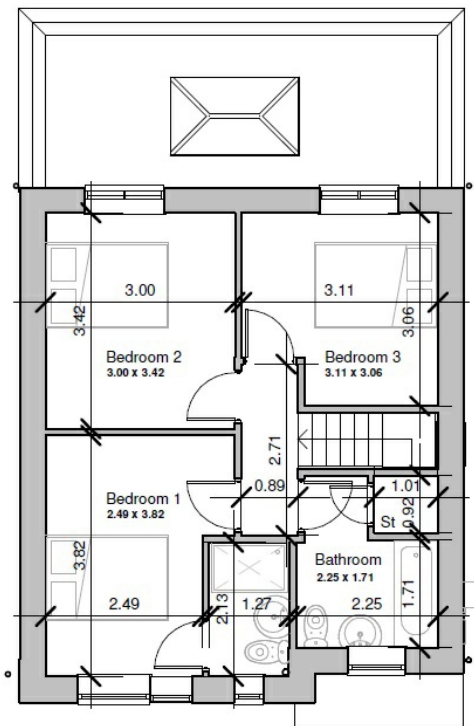 3.00
3.11
3.42
3.06
Bedroom 2
3.00 x 3.42
Bedroom 3
3.11 x 3.06
2.71
0.89
1.01
0.92
St
Bedroom 1
2.49 x 3.82
3.82
2.49
2.13
1.27
Bathroom
2.25 x 1.71
2.25
1.71